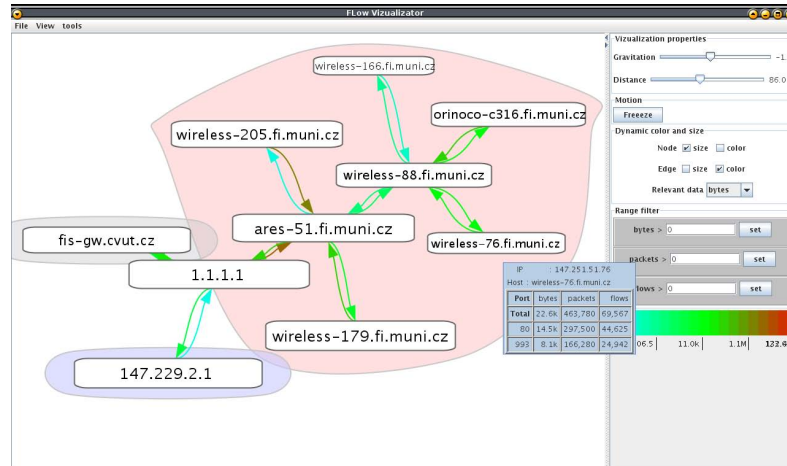 FLow Vizualizator
File View tools
Vizualization properties
Gravitation -1.
Distance 86.0
Motion
Freeeze
Dynamic color and size
Node size color
Edge size color
Relevant data bytes
Range filter
bytes > 0 set
packets > 0 set
flows > 0 set
06.5 11.0k 1.1M
wireless-166.fi.muni.cz
orinoco-c316.fi.muni.cz
wireless-205.fi.muni.cz
wireless-88.fi.muni.cz
ares-51.fi.muni.cz
fis-gw.cvut.cz
wireless-76.fi.muni.cz
1.1.1.1
wireless-179.fi.muni.cz
147.229.2.1
IP : 147.251.51.76
Host : wireless-76.fi.muni.cz
Port bytes packets flows
Total 22.6k 463,780 69,567
80 14.5k 297,500 44,625
993 8.1k 166,280 24,942